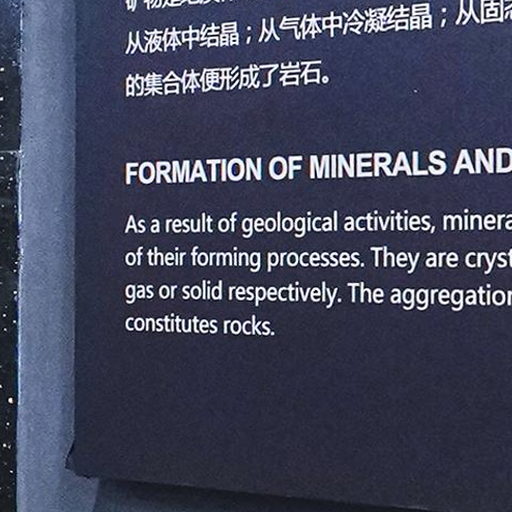 从液体中结晶；从气体中冷凝结晶；从固
的集合体便形成了岩石。
FORMATION OF MINERALS AND
As a result of geological activities, minera
of their forming processes. They are cryst
gas or solid respectively. The aggregation
constitutes rocks.